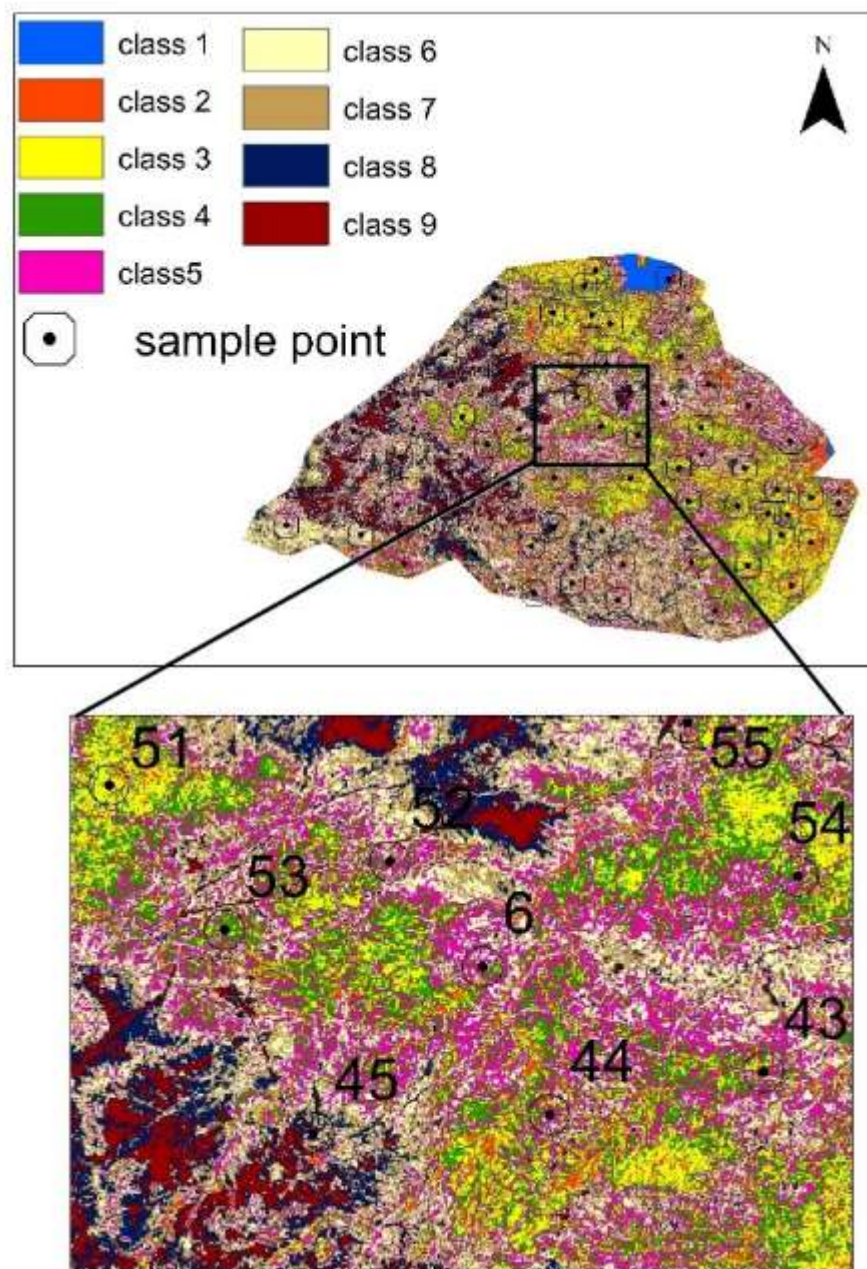 class 1
class 2
class 3
class 4
class5
class 6
class 7
class 8
class 9
N
sample point
51
55
52
54
53
6
43
44
45